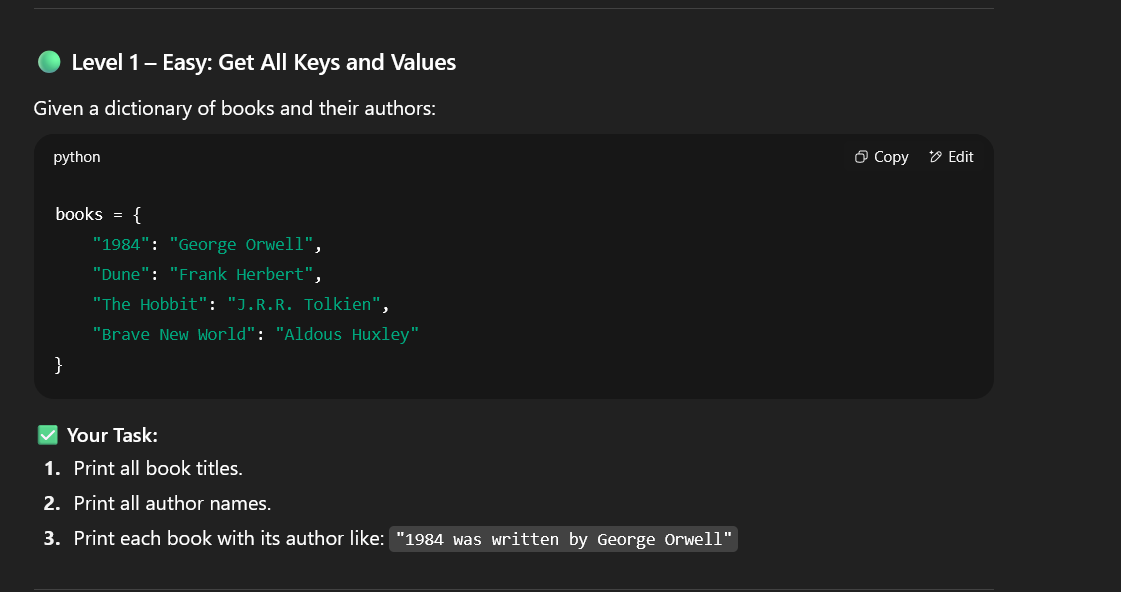 Level 1 – Easy: Get All Keys and Values
Given a dictionary of books and their authors:
python
Copy
Edit
books = {
    "1984": "George Orwell",
    "Dune": "Frank Herbert",
    "The Hobbit": "J.R.R. Tolkien",
    "Brave New World": "Aldous Huxley"
}
Your Task:
1. Print all book titles.
2. Print all author names.
3. Print each book with its author like: "1984 was written by George Orwell"